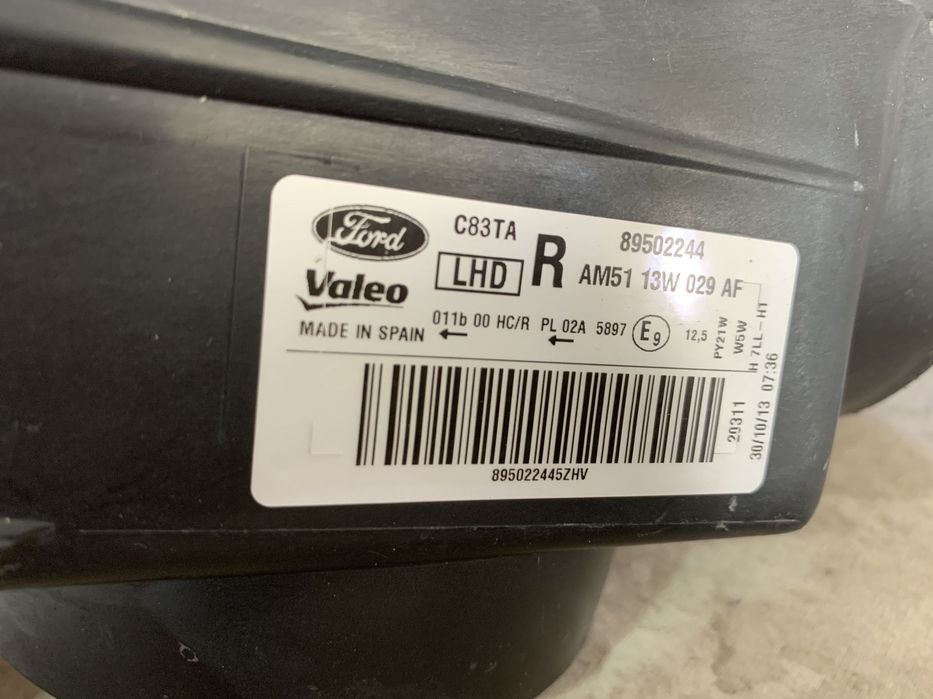 Ford
C83TA
89502244
LHD
R
AM51 13W 029 AF
Valeo
MADE IN SPAIN
011b 00 HC/R PL 02A 5897 E9 12,5
PY21W
W5W
H 7LL-H1
20311
30/10/13 07:36
895022445ZHV